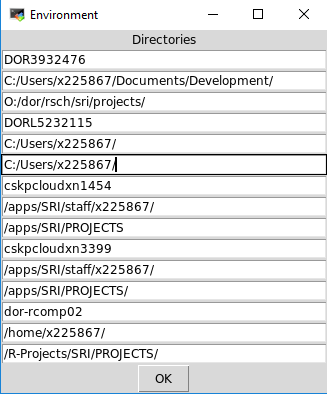 Environment
Directories
DOR3932476
C:/Users/x225867/Documents/Development/
O:/dor/rsch/sri/projects/
DORL5232115
C:/Users/x225867/
C:/Users/x225867/
cskpcloudxn1454
/apps/SRI/staff/x225867/
/apps/SRI/PROJECTS
cskpcloudxn3399
/apps/SRI/staff/x225867/
/apps/SRI/PROJECTS/
dor-rcomp02
/home/x225867/
/R-Projects/SRI/PROJECTS/
OK